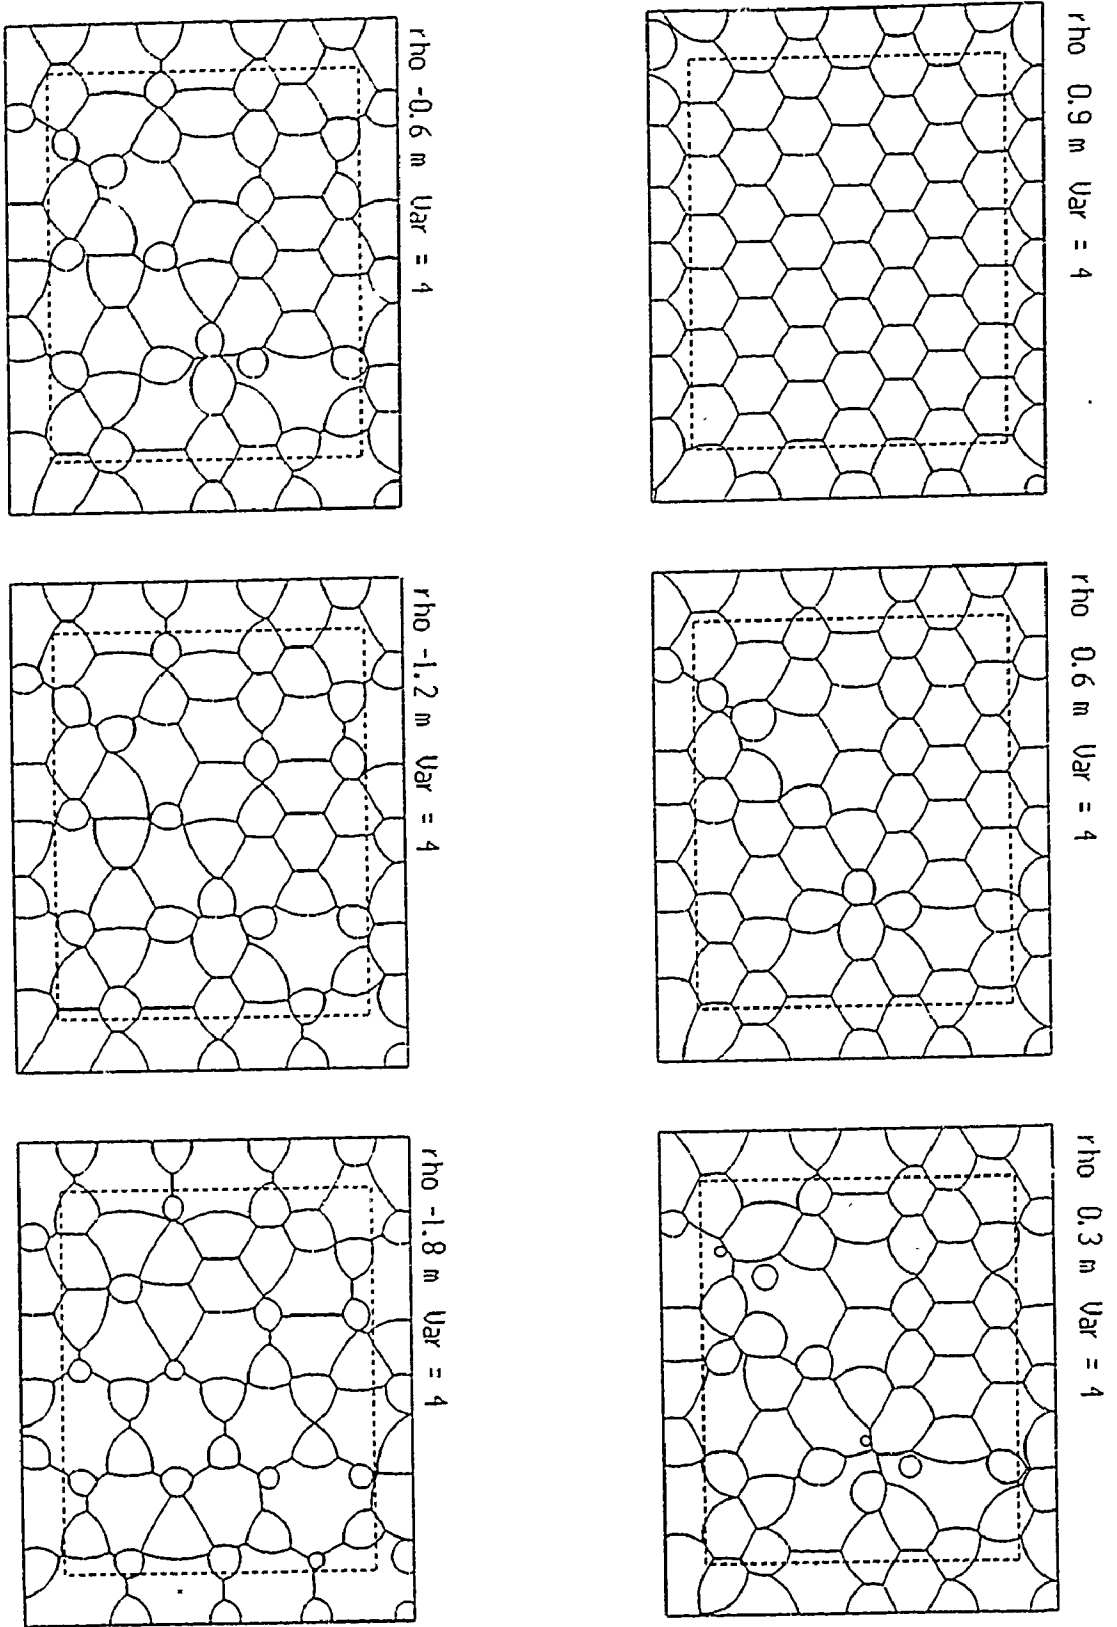 rho 0.9 m Var = 4
rho 0.6 m Var = 4
rho 0.3 m Var = 4
rho -0.6 m Var = 4
rho -1.2 m Var = 4
rho -1.8 m Var = 4